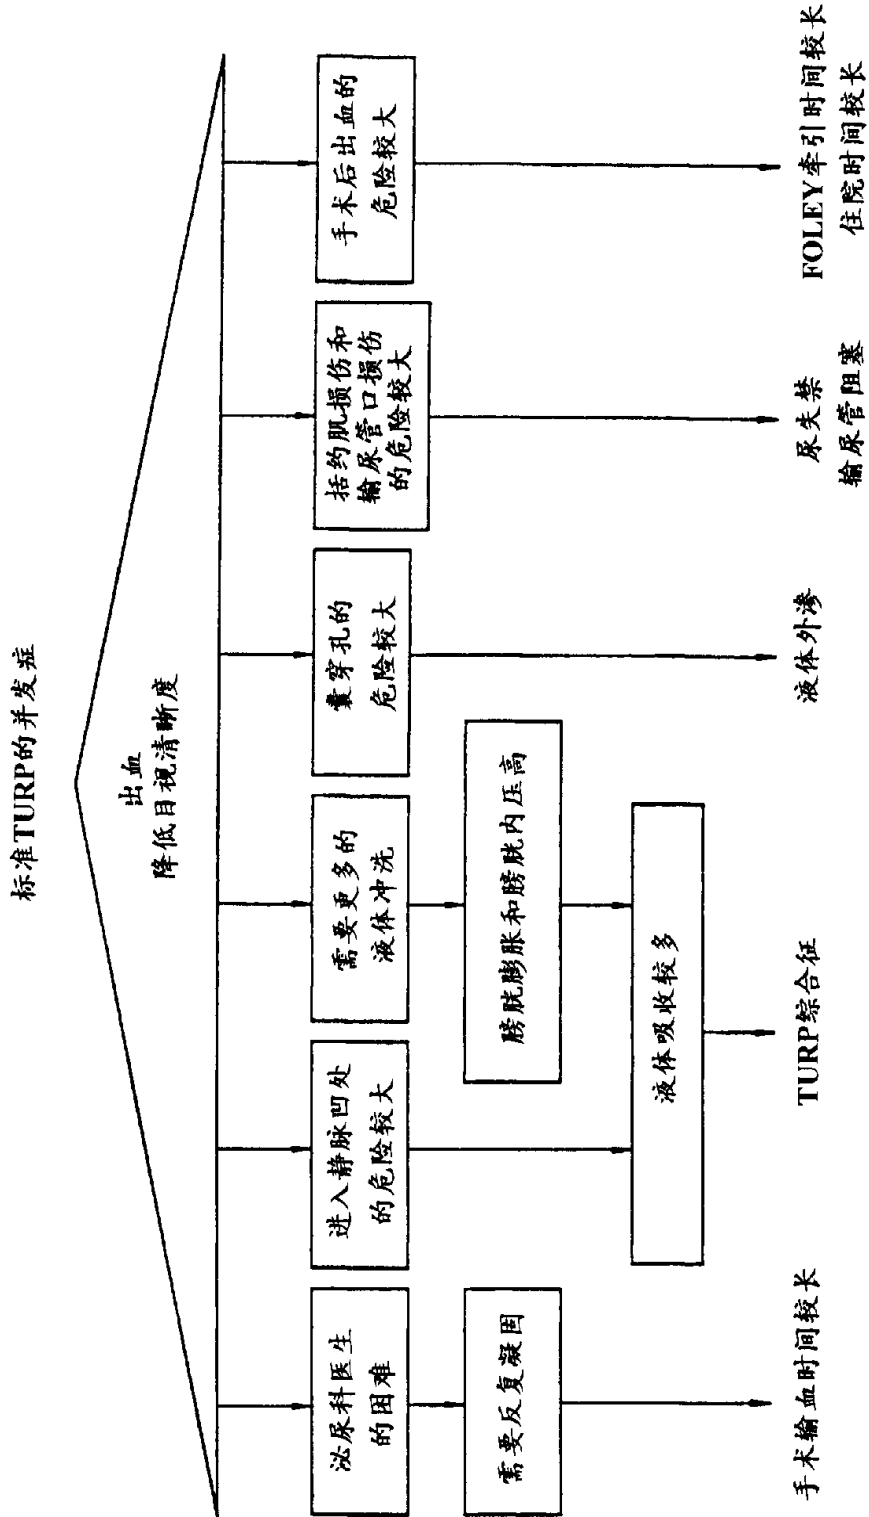 标准TURP的并发症
出血
降低目视清晰度
泌尿科医生
的困难
进入静脉凹处
的危险较大
需要更多的
液体冲洗
囊穿孔的
危险较大
括约肌损伤和
输尿管口损伤
的危险较大
手术后出血的
危险较大
需要反复凝固
膀胱膨胀和膀胱内压高
液体吸收较多
手术输血时间较长
TURP综合征
液体外渗
尿失禁
输尿管阻塞
FOLEY牵引时间较长
住院时间较长